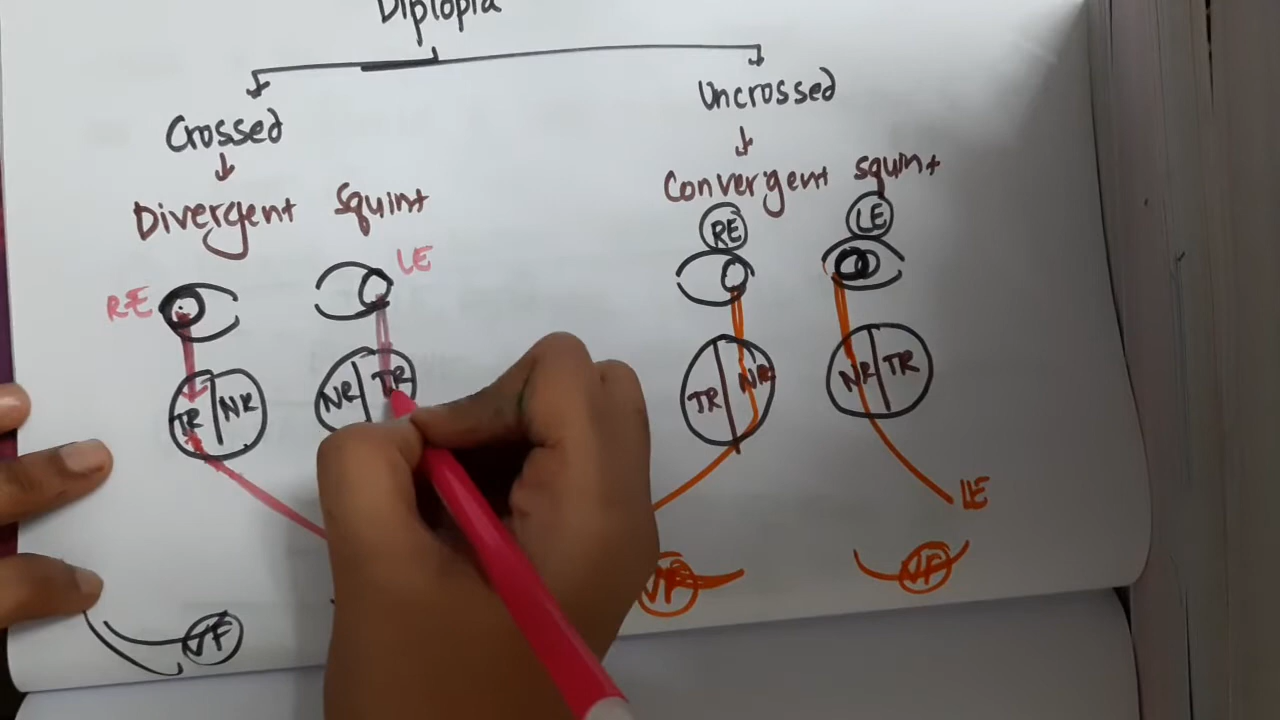 Diplopia
Crossed
Uncrossed
Divergent Squint
Convergent squint
RE
LE
RE
LE
TR NR
NR TR
TR NR
NR TR
LE
VF
VF
VF